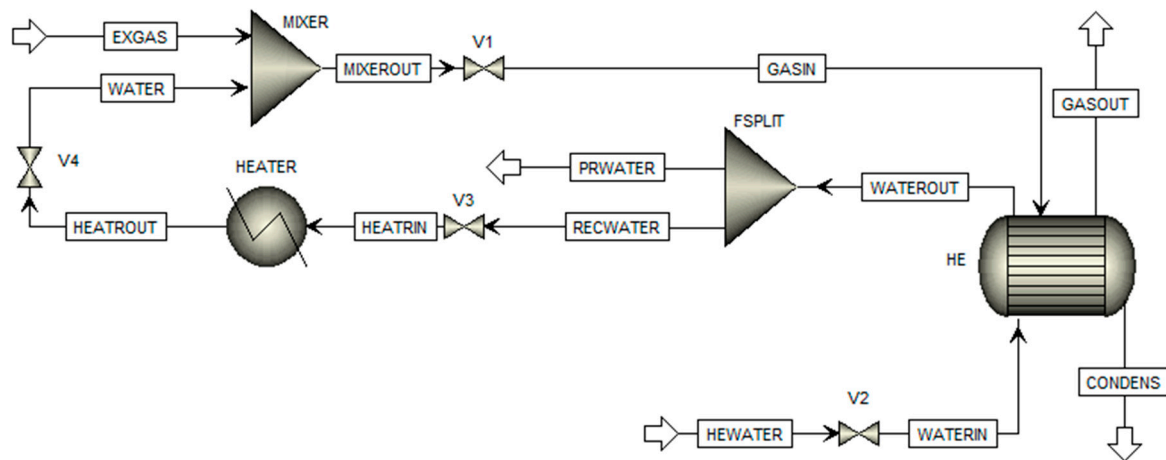 MIXER
EXGAS
V1
MIXEROUT
GASIN
WATER
GASOUT
FSPLIT
V4
HEATER
PRWATER
WATEROUT
V3
HEATROUT
HEATRIN
RECWATER
HE
CONDENS
V2
HEWATER
WATERIN